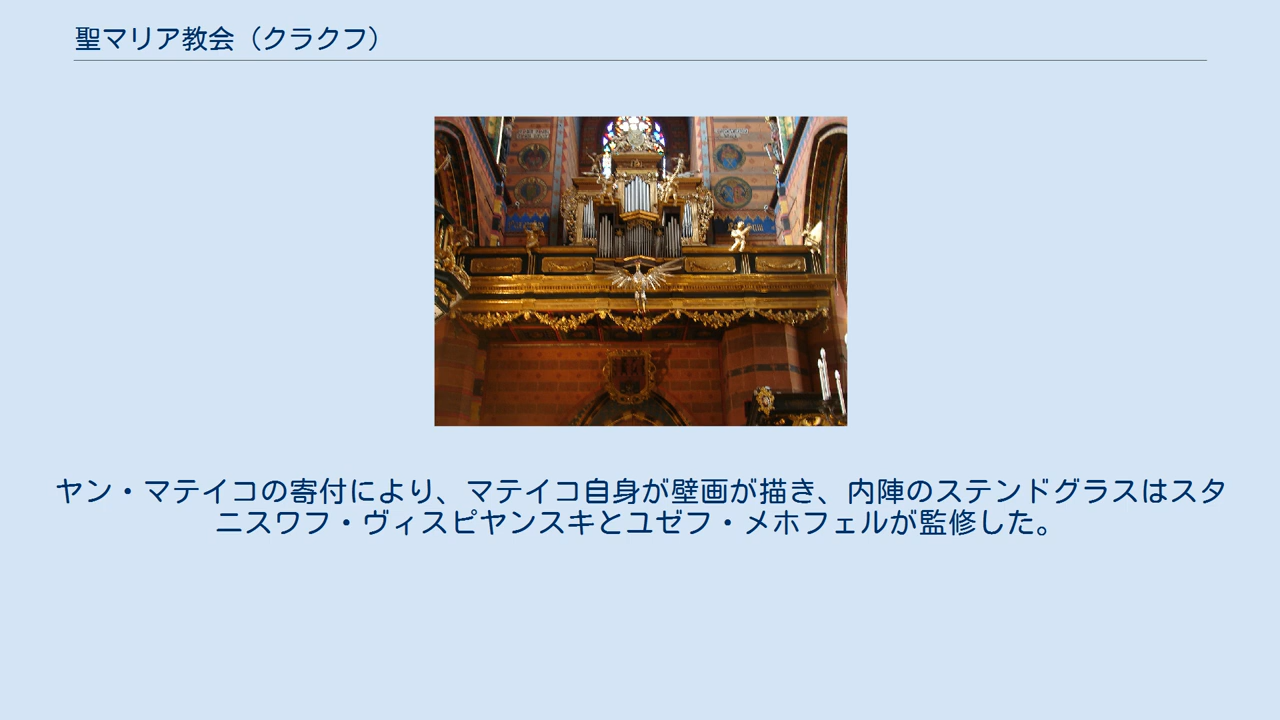 聖マリア教会（クラクフ）
ヤン・マテイコの寄付により、マテイコ自身が壁画が描き、内陣のステンドグラスはスタ
ニスワフ・ヴィスピヤンスキとユゼフ・メホフェルが監修した。